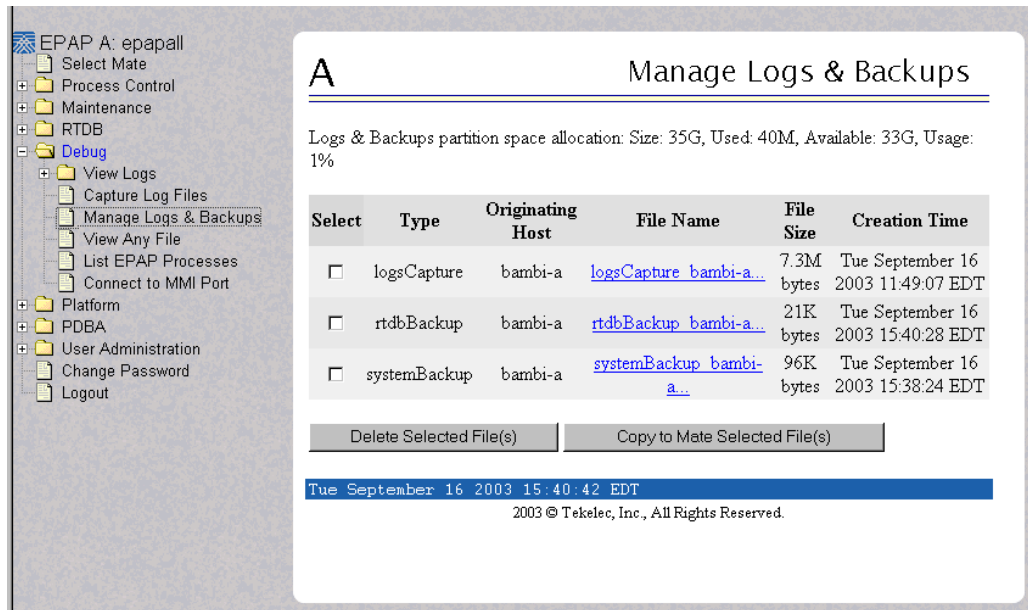 EPAP A: epapall
Select Mate
Process Control
Maintenance
RTDB
Debug
View Logs
Capture Log Files
Manage Logs & Backups
View Any File
List EPAP Processes
Connect to MMI Port
Platform
PDBA
User Administration
Change Password
Logout
A
Manage Logs & Backups
Logs & Backups partition space allocation: Size: 35G, Used: 40M, Available: 33G, Usage:
1%
Select Type Originating Host File Name File Size Creation Time
logsCapture bambi-a logsCapture_bambi-a... 7.3M bytes Tue September 16 2003 11:49:07 EDT
rtdbBackup bambi-a rtdbBackup_bambi-a... 21K bytes Tue September 16 2003 15:40:28 EDT
systemBackup bambi-a systemBackup_bambi-a... 96K bytes Tue September 16 2003 15:38:24 EDT
Delete Selected File(s) Copy to Mate Selected File(s)
Tue September 16 2003 15:40:42 EDT
2003 © Tekelec, Inc., All Rights Reserved.